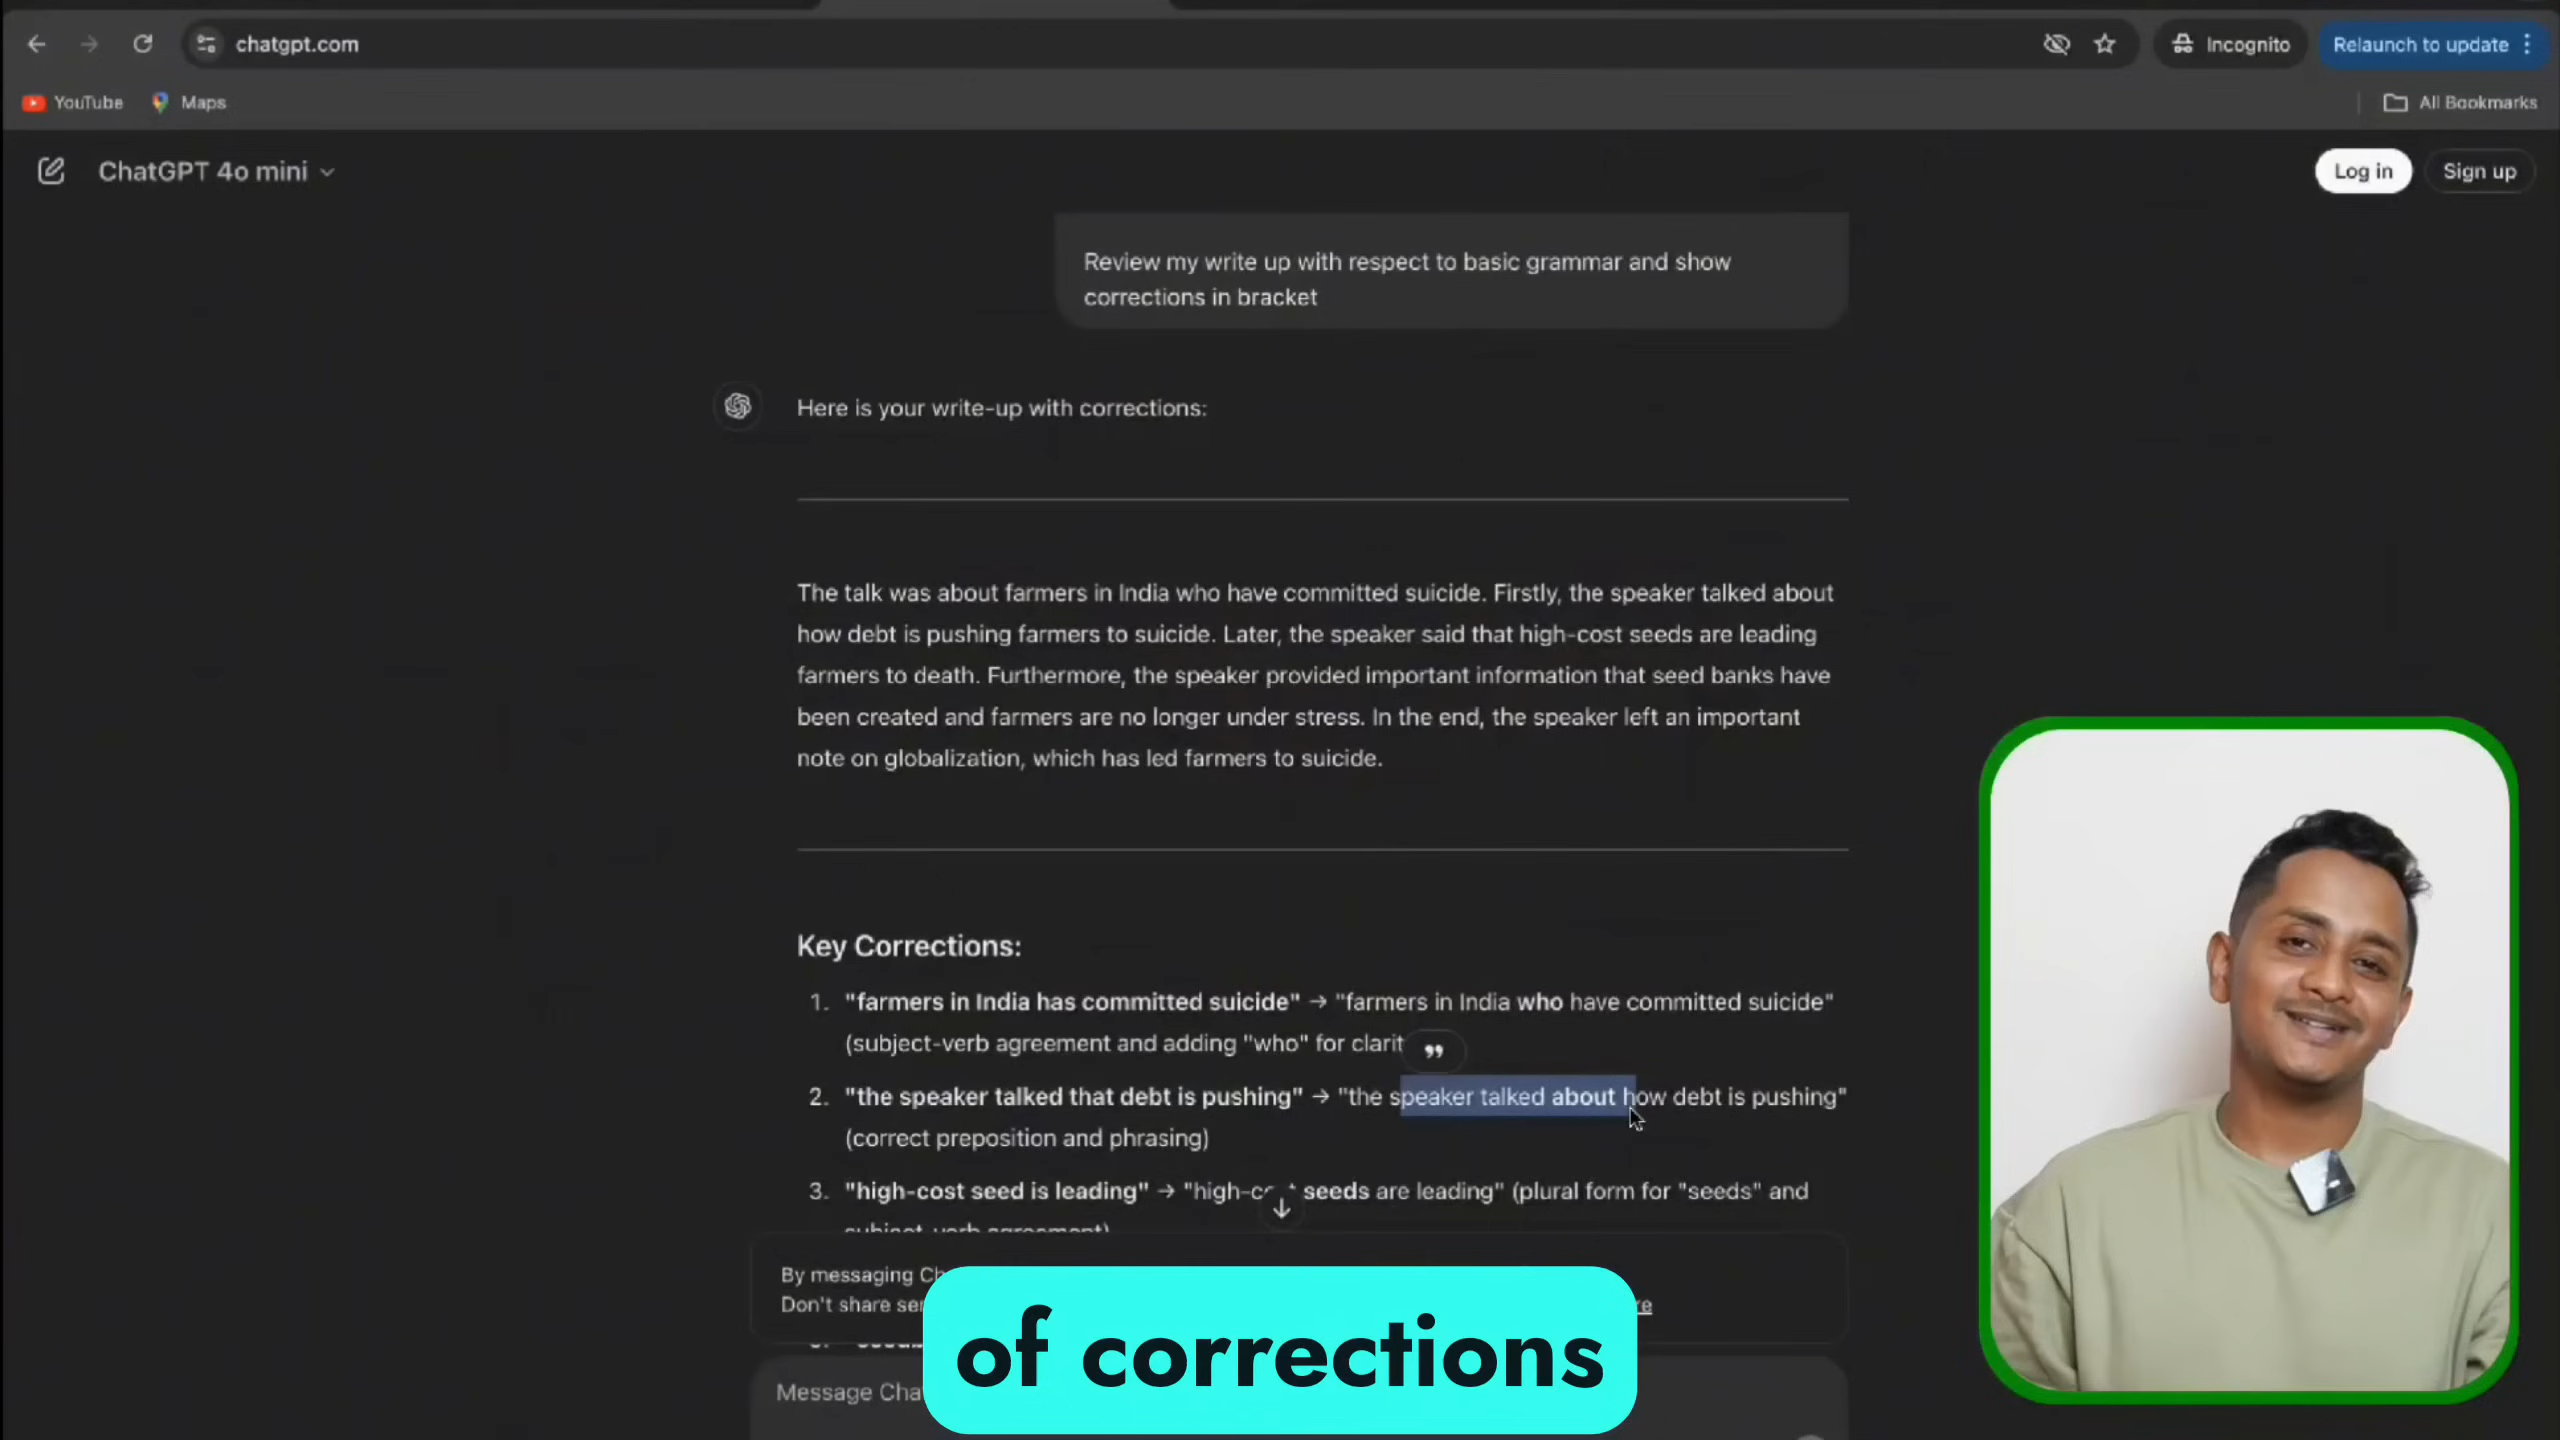 chatgpt.com
Incognito
Relaunch to update
YouTube
Maps
All Bookmarks
ChatGPT 4o mini
Log in
Sign up
Review my write up with respect to basic grammar and show
corrections in bracket
Here is your write-up with corrections:
The talk was about farmers in India who have committed suicide. Firstly, the speaker talked about
how debt is pushing farmers to suicide. Later, the speaker said that high-cost seeds are leading
farmers to death. Furthermore, the speaker provided important information that seed banks have
been created and farmers are no longer under stress. In the end, the speaker left an important
note on globalization, which has led farmers to suicide.
Key Corrections:
1. "farmers in India has committed suicide" → "farmers in India who have committed suicide"
(subject-verb agreement and adding "who" for clarit
2. "the speaker talked that debt is pushing" → "the speaker talked about how debt is pushing"
(correct preposition and phrasing)
3. "high-cost seed is leading" → "high-c seeds are leading" (plural form for "seeds" and
subject-verb agreement)
By messaging Ch
Don't share ser
re
of corrections
Message Cha